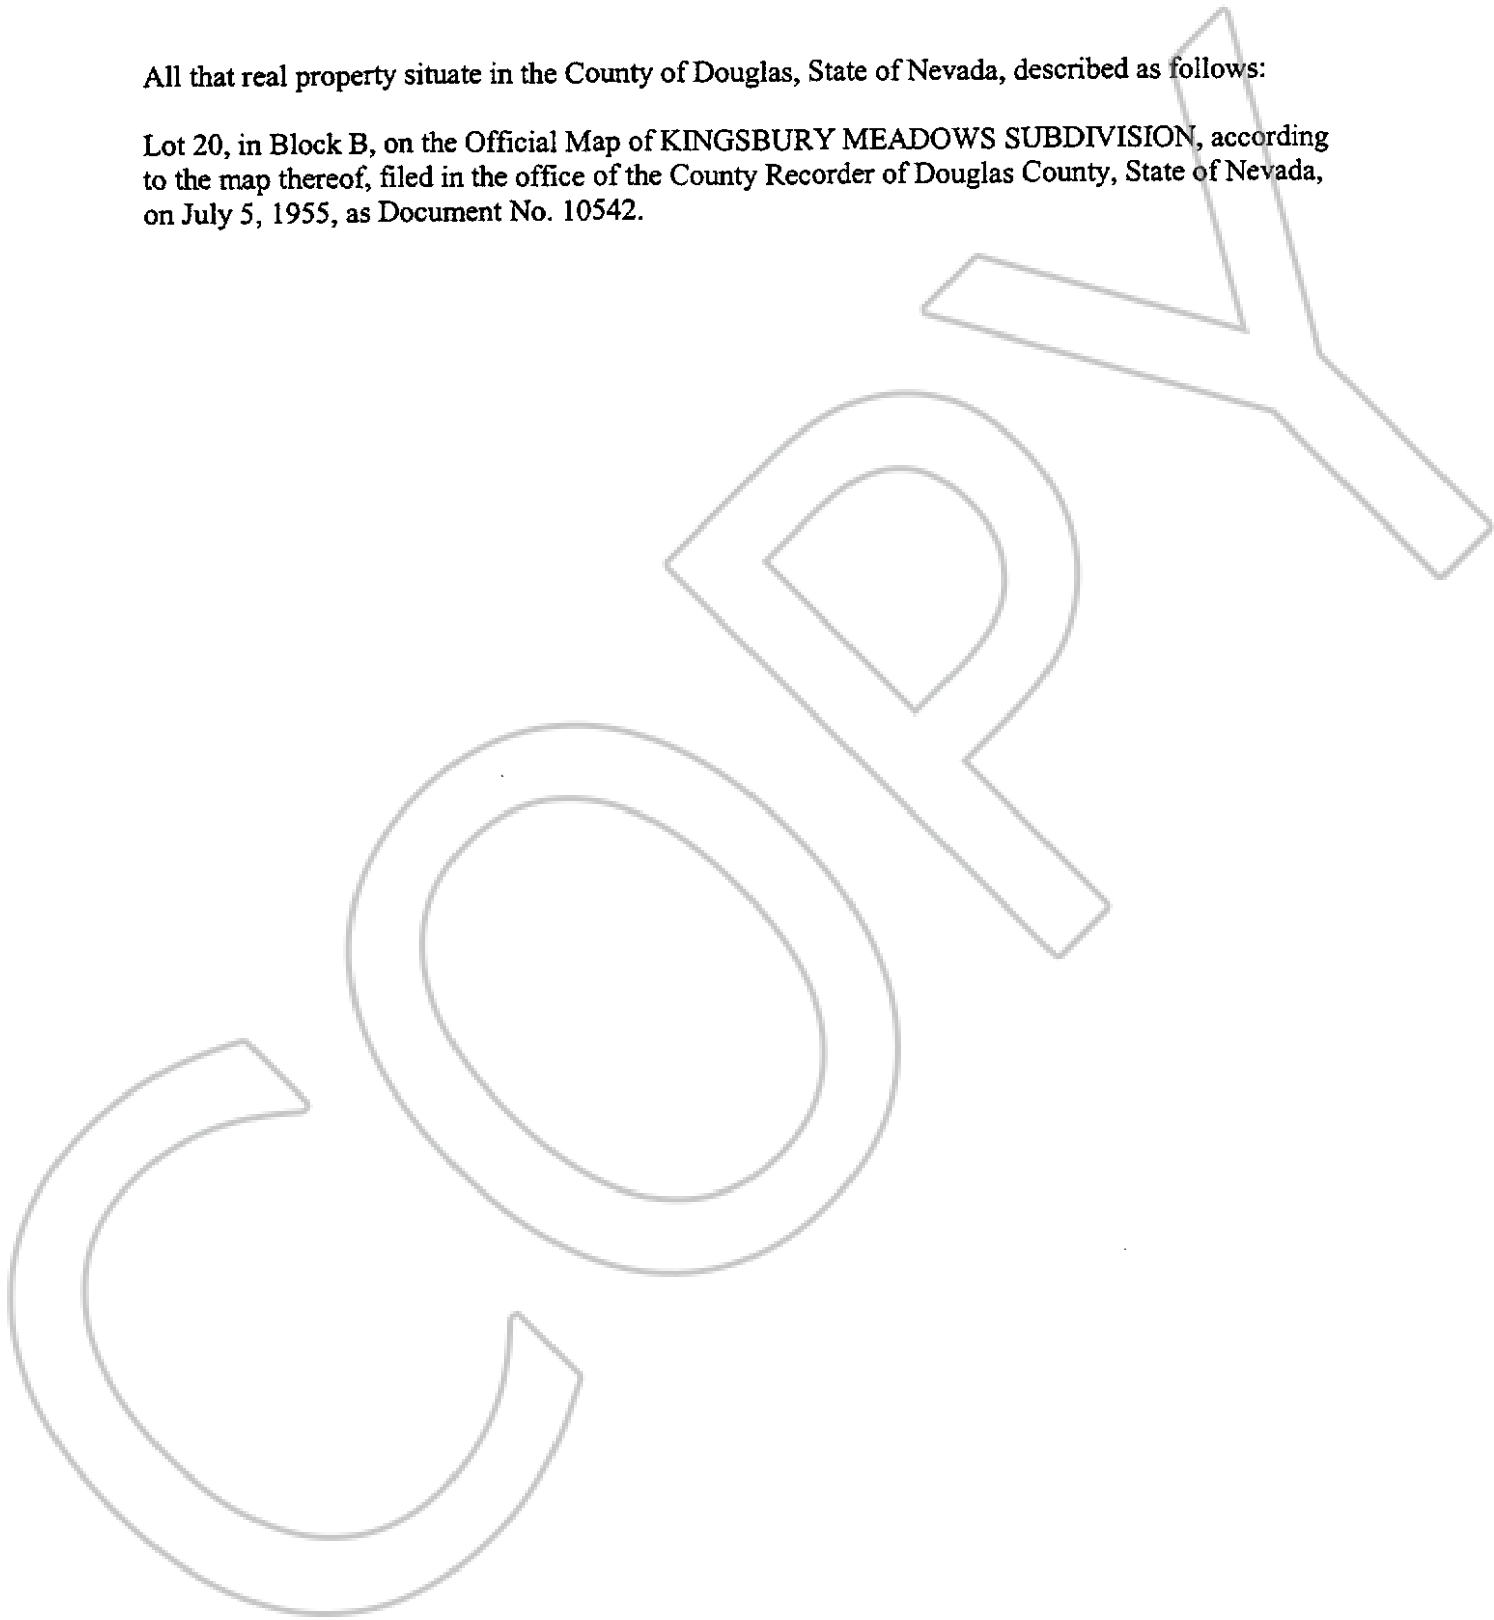 All that real property situate in the County of Douglas, State of Nevada, described as follows:
Lot 20, in Block B, on the Official Map of KINGSBURY MEADOWS SUBDIVISION, according
to the map thereof, filed in the office of the County Recorder of Douglas County, State of Nevada,
on July 5, 1955, as Document No. 10542.
COPY